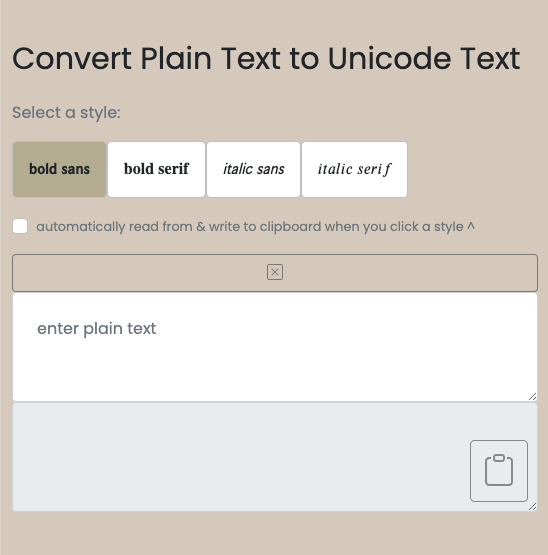 Convert Plain Text to Unicode Text
Select a style:
bold sans bold serif italic sans italic serif
automatically read from & write to clipboard when you click a style ^
enter plain text